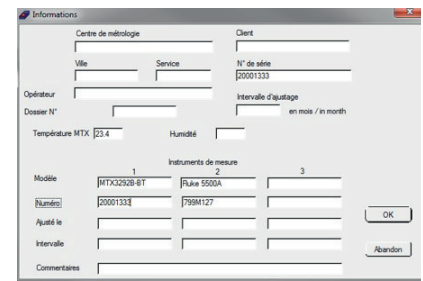 Informations
Centre de métrologie Client
Ville Service N° de série
20001333
Opérateur Intervalle d'ajustage
Dossier N° en mois / in month
Température MTX 23.4 Humidité
Instruments de mesure
1 2 3
Modèle MTX3292B-BT Fluke 5500A
Numéro 20001333 799M127
Ajusté le
OK
Intervalle
Abandon
Commentaires